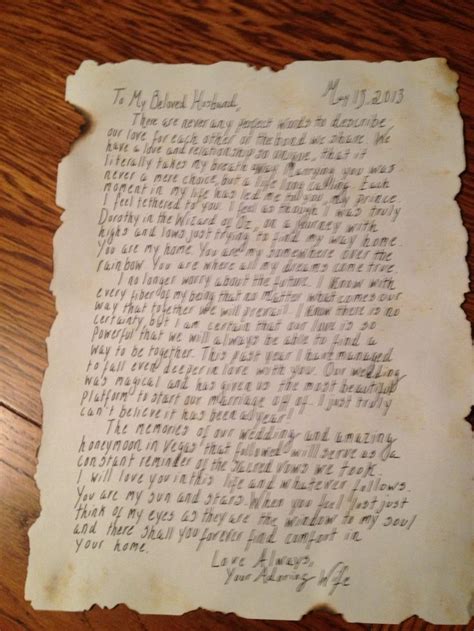 May 19, 2013
To My Beloved Husband,
There are never any perfect words to describe
our love for each other or the bond we share. We
have a love and relationship so unique, that it
literally takes my breath away. Marrying you was
never a mere choice, but a life long calling. Each
moment in my life has led me to you, my prince.
I feel tethered to you. I feel as though I was truly
Dorothy in the Wizard of Oz, on a journey with
highs and lows just trying to find my way home.
You are my home. You are my somewhere over the
rainbow. You are where all my dreams come true.
I no longer worry about the future. I know with
every fiber of my being that no matter what comes our
way that together we will prevail. I know there is no
certainty, but I am certain that our love is so
powerful that we will always be able to find a
way to be together. This past year I have managed
to fall even deeper in love with you. Our wedding
was magical and has given us the most beautiful
platform to start our marriage off of. I just truly
can't believe it has been a year!
The memories of our wedding and amazing
honeymoon in Vegas that followed will serve as a
constant reminder of the sacred vows we took.
I will love you in this life and whatever follows.
You are my sun and stars. When you feel lost just
think of my eyes as they are the window to my soul
and there shall you forever find comfort in
your home.
Love Always,
Your Adoring Wife